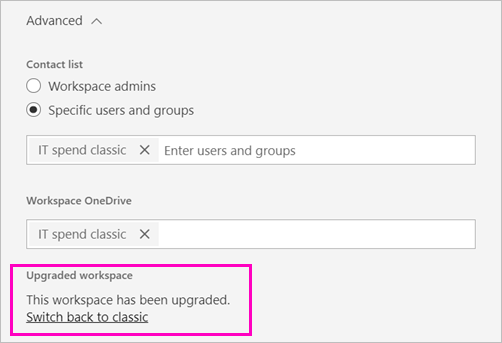 Advanced
Contact list
Workspace admins
Specific users and groups
IT spend classic Enter users and groups
Workspace OneDrive
IT spend classic
Upgraded workspace
This workspace has been upgraded.
Switch back to classic